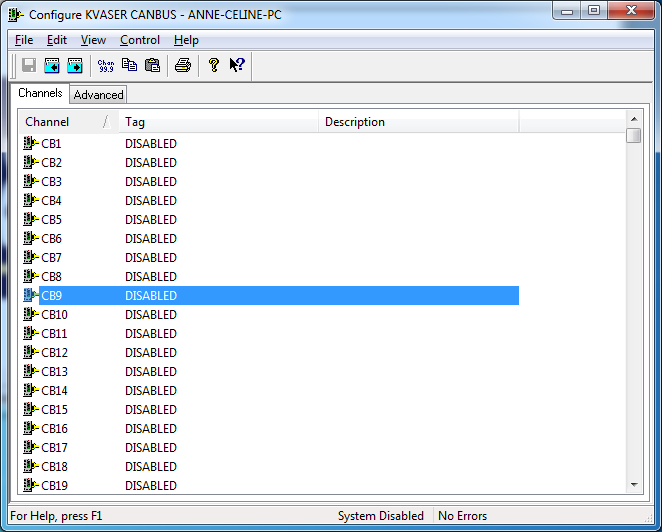 Configure KVASER CANBUS - ANNE-CELINE-PC
File Edit View Control Help
Chan 99.9
Channels Advanced
Channel Tag Description
CB1 DISABLED
CB2 DISABLED
CB3 DISABLED
CB4 DISABLED
CB5 DISABLED
CB6 DISABLED
CB7 DISABLED
CB8 DISABLED
CB9 DISABLED
CB10 DISABLED
CB11 DISABLED
CB12 DISABLED
CB13 DISABLED
CB14 DISABLED
CB15 DISABLED
CB16 DISABLED
CB17 DISABLED
CB18 DISABLED
CB19 DISABLED
For Help, press F1 System Disabled No Errors